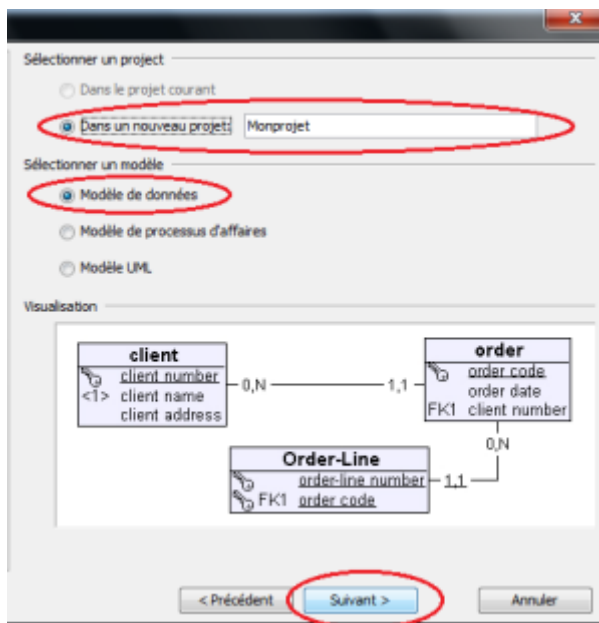 Sélectionner un project
Dans le projet courant
Dans un nouveau projet: Monprojet
Sélectionner un modèle
Modèle de données
Modèle de processus d'affaires
Modèle UML
Visualisation
client
client number
<1> client name
client address
0,N
1,1
order
order code
order date
FK1 client number
0,N
Order-Line
order-line number
1,1
FK1 order code
< Précédent
Suivant >
Annuler